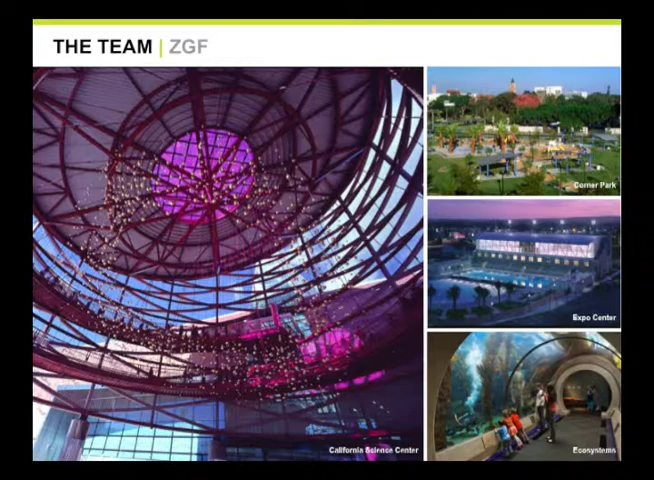 THE TEAM | ZGF
Corner Park
Expo Center
California Science Center
Ecosystems